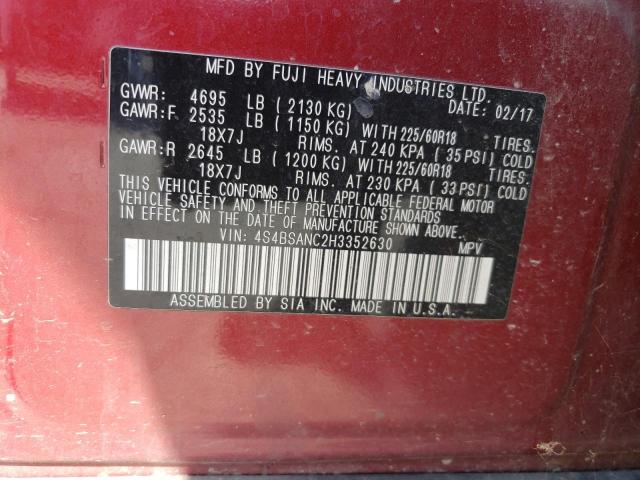 MFD BY FUJI HEAVY INDUSTRIES LTD.
GVWR: 4695 LB (2130 KG) DATE: 02/17
GAWR:F 2535 LB (1150 KG) WITH 225/60R18 TIRES.
18X7J RIMS. AT 240 KPA (35 PSI) COLD
GAWR:R 2645 LB (1200 KG) WITH 225/60R18 TIRES.
18X7J RIMS. AT 230 KPA (33 PSI) COLD
THIS VEHICLE CONFORMS TO ALL APPLICABLE FEDERAL MOTOR
VEHICLE SAFETY AND THEFT PREVENTION STANDARDS IN
EFFECT ON THE DATE OF MANUFACTURE SHOWN ABOVE.
VIN: 4S4BSANC2H3352630 MPV
ASSEMBLED BY SIA INC. MADE IN U.S.A.